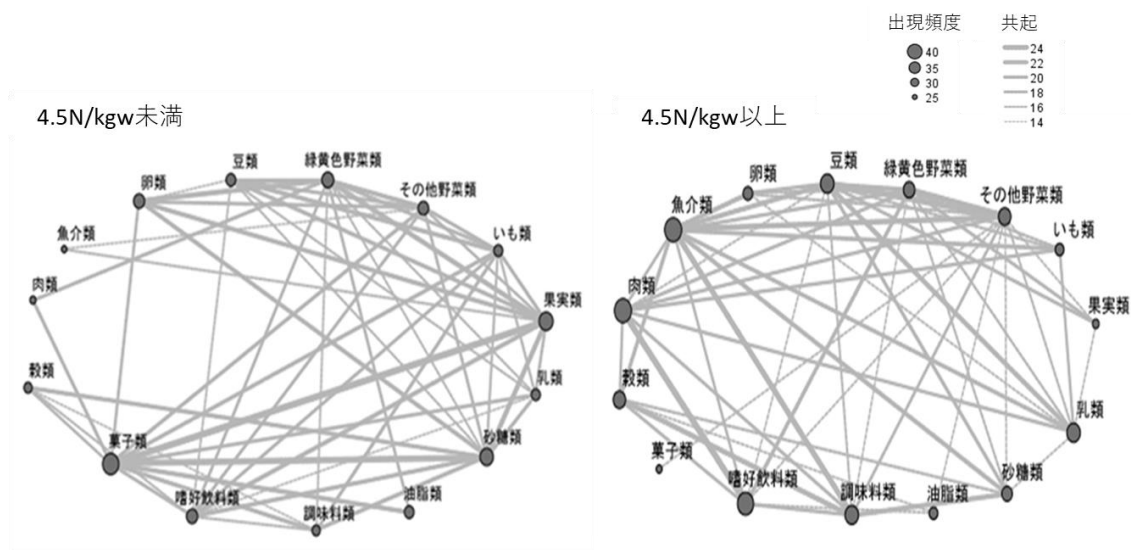 出現頻度
40
35
30
25
共起
24
22
20
18
16
14
4.5N/kgw未満
豆類
緑黄色野菜類
卵類
その他野菜類
魚介類
いも類
肉類
果実類
穀類
乳類
菓子類
砂糖類
嗜好飲料類
油脂類
調味料類
4.5N/kgw以上
豆類
卵類
緑黄色野菜類
魚介類
その他野菜類
いも類
肉類
果実類
穀類
乳類
菓子類
砂糖類
嗜好飲料類
調味料類
油脂類